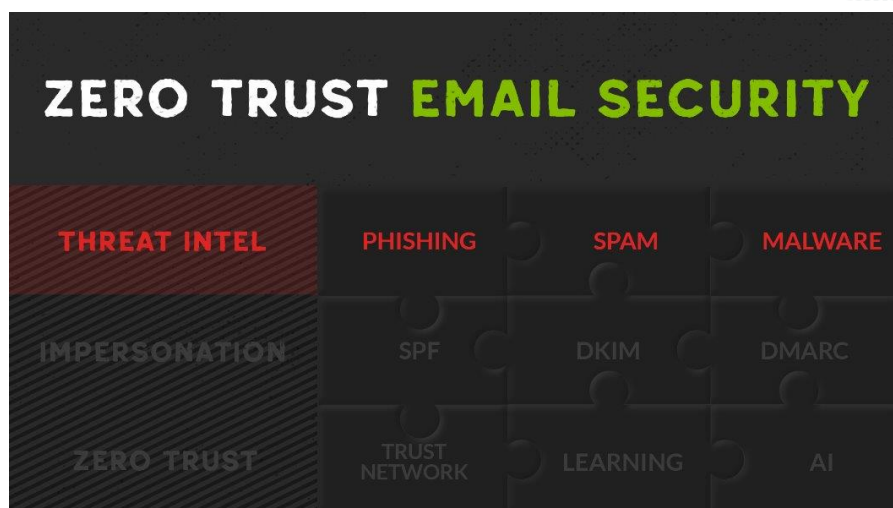 ZERO TRUST EMAIL SECURITY
THREAT INTEL PHISHING SPAM MALWARE
IMPERSONATION SPF DKIM DMARC
ZERO TRUST TRUST NETWORK LEARNING AI